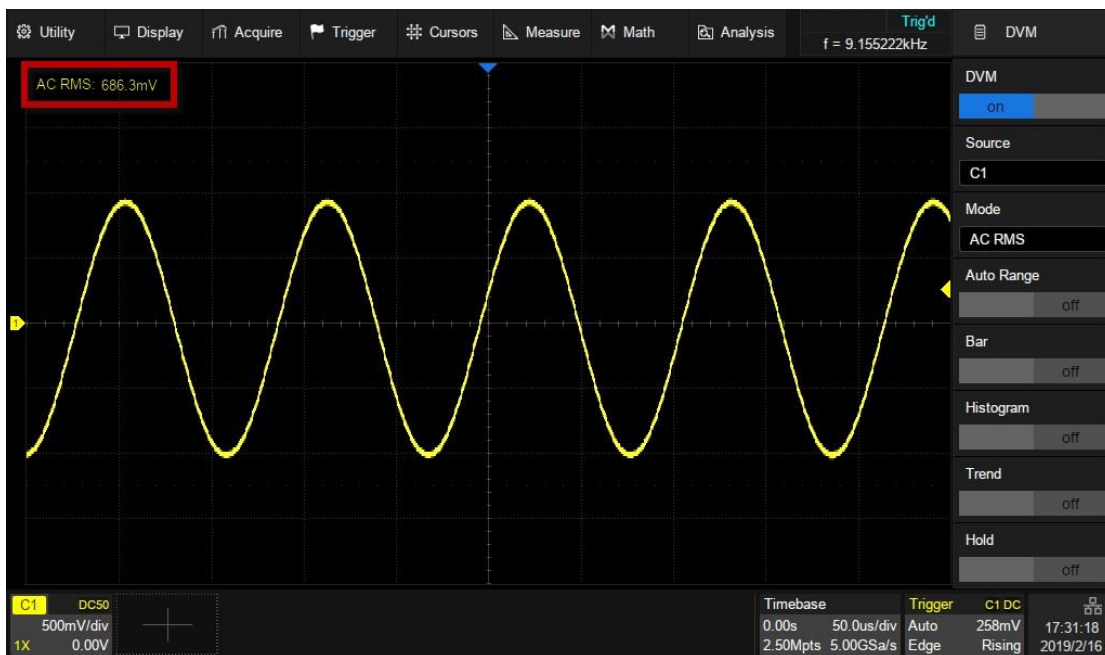 Utility Display Acquire Trigger Cursors Measure Math Analysis
Trig'd
f = 9.155222kHz
DVM
AC RMS: 686.3mV
DVM
on
Source
C1
Mode
AC RMS
Auto Range
off
Bar
off
Histogram
off
Trend
off
Hold
off
1
C1 DC50
500mV/div
1X 0.00V
Timebase
0.00s 50.0us/div
2.50Mpts 5.00GSa/s
Trigger C1 DC
Auto 258mV
Edge Rising
17:31:18
2019/2/16